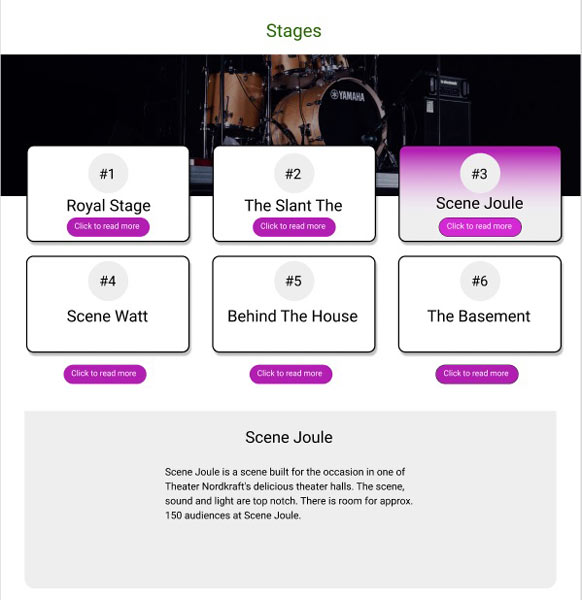 Stages
YAMAHA
#1
Royal Stage
Click to read more
#2
The Slant The
Click to read more
#3
Scene Joule
Click to read more
#4
Scene Watt
Click to read more
#5
Behind The House
Click to read more
#6
The Basement
Click to read more
Scene Joule
Scene Joule is a scene built for the occasion in one of
Theater Nordkraft's delicious theater halls. The scene,
sound and light are top notch. There is room for approx.
150 audiences at Scene Joule.